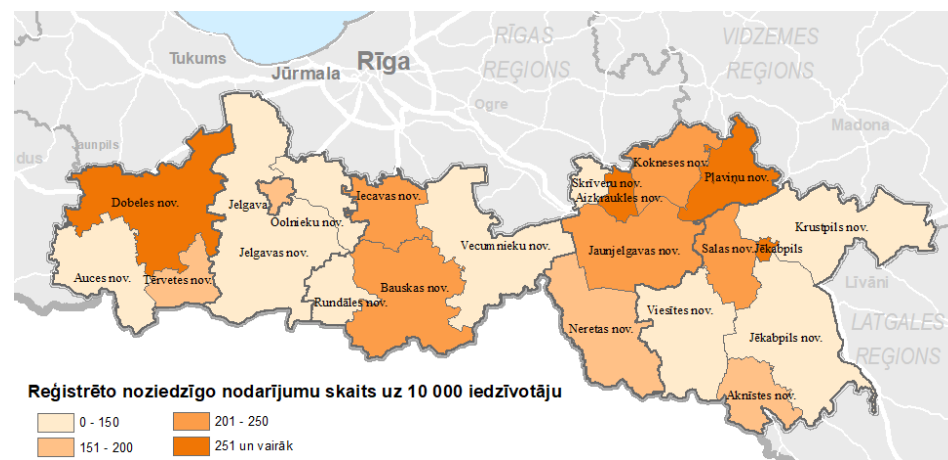 RĪGAS
REĢIONS
VIDZEMES
REĢIONS
Tukums
Rīga
Jūrmala
Ogre
Madona
Jaunpils
dus
Kokneses nov.
Pļaviņu nov.
Skrīveru nov.
Aizkraukles nov.
Dobeles nov.
Jelgava
Iecavas nov.
Oolnieku nov.
Krustpils nov.
Jelgavas nov.
Vecumnieku nov.
Jaunjelgavas nov.
Salas nov.
Jēkabpils
Auces nov.
Tērvetes nov.
Rundāles nov.
Bauskas nov.
Līvāni
Viesītes nov.
Neretas nov.
Jēkabpils nov.
LATGALES
REĢIONS
Aknīstes nov.
Reģistrēto noziedzīgo nodarījumu skaits uz 10 000 iedzīvotāju
0 - 150
201 - 250
151 - 200
251 un vairāk